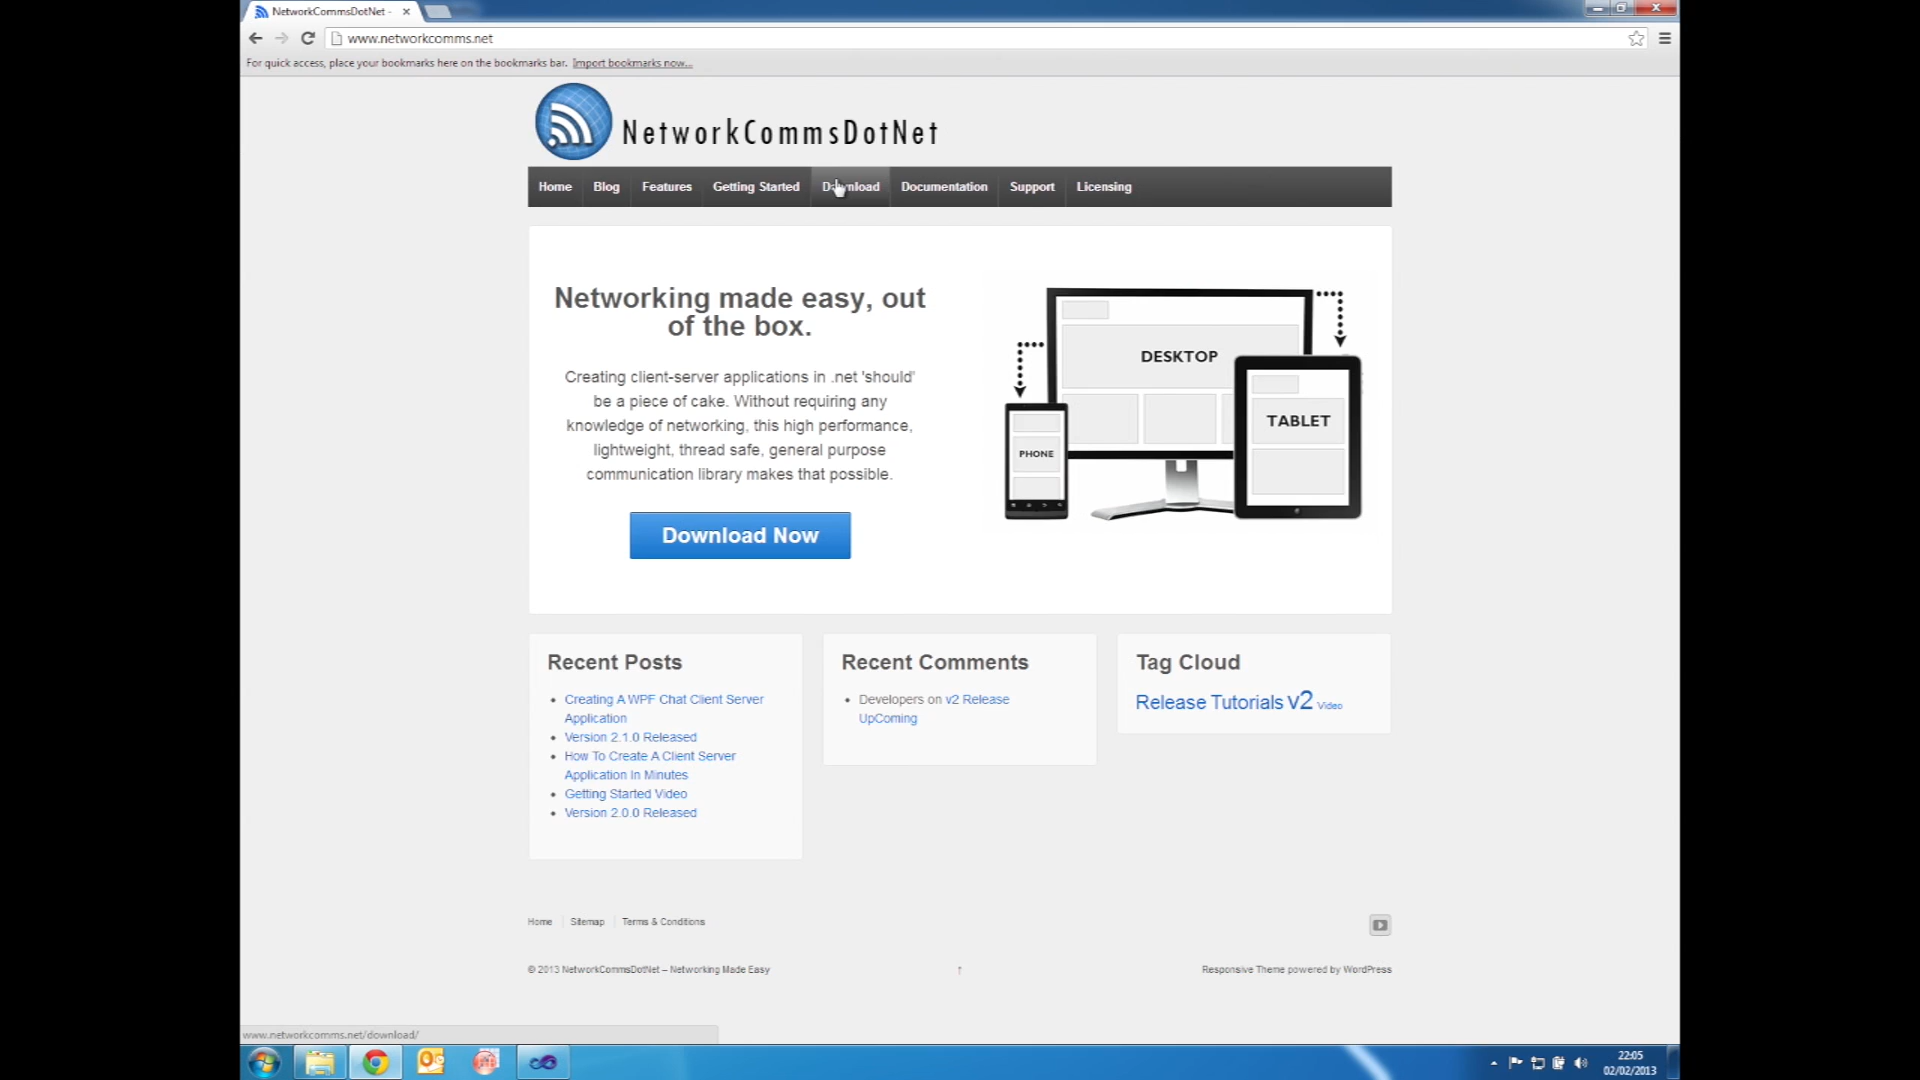 NetworkCommsDotNet -
www.networkcomms.net
For quick access, place your bookmarks here on the bookmarks bar. Import bookmarks now...
NetworkCommsDotNet
Home Blog Features Getting Started Download Documentation Support Licensing
Networking made easy, out
of the box.
Creating client-server applications in .net 'should'
be a piece of cake. Without requiring any
knowledge of networking, this high performance,
lightweight, thread safe, general purpose
communication library makes that possible.
Download Now
DESKTOP
TABLET
PHONE
Recent Posts
Creating A WPF Chat Client Server
Application
Version 2.1.0 Released
How To Create A Client Server
Application In Minutes
Getting Started Video
Version 2.0.0 Released
Recent Comments
Developers on v2 Release
UpComing
Tag Cloud
Release Tutorials v2 Video
Home Sitemap Terms & Conditions
© 2013 NetworkCommsDotNet – Networking Made Easy
↑
Responsive Theme powered by WordPress
www.networkcomms.net/download/
22:05
02/02/2013